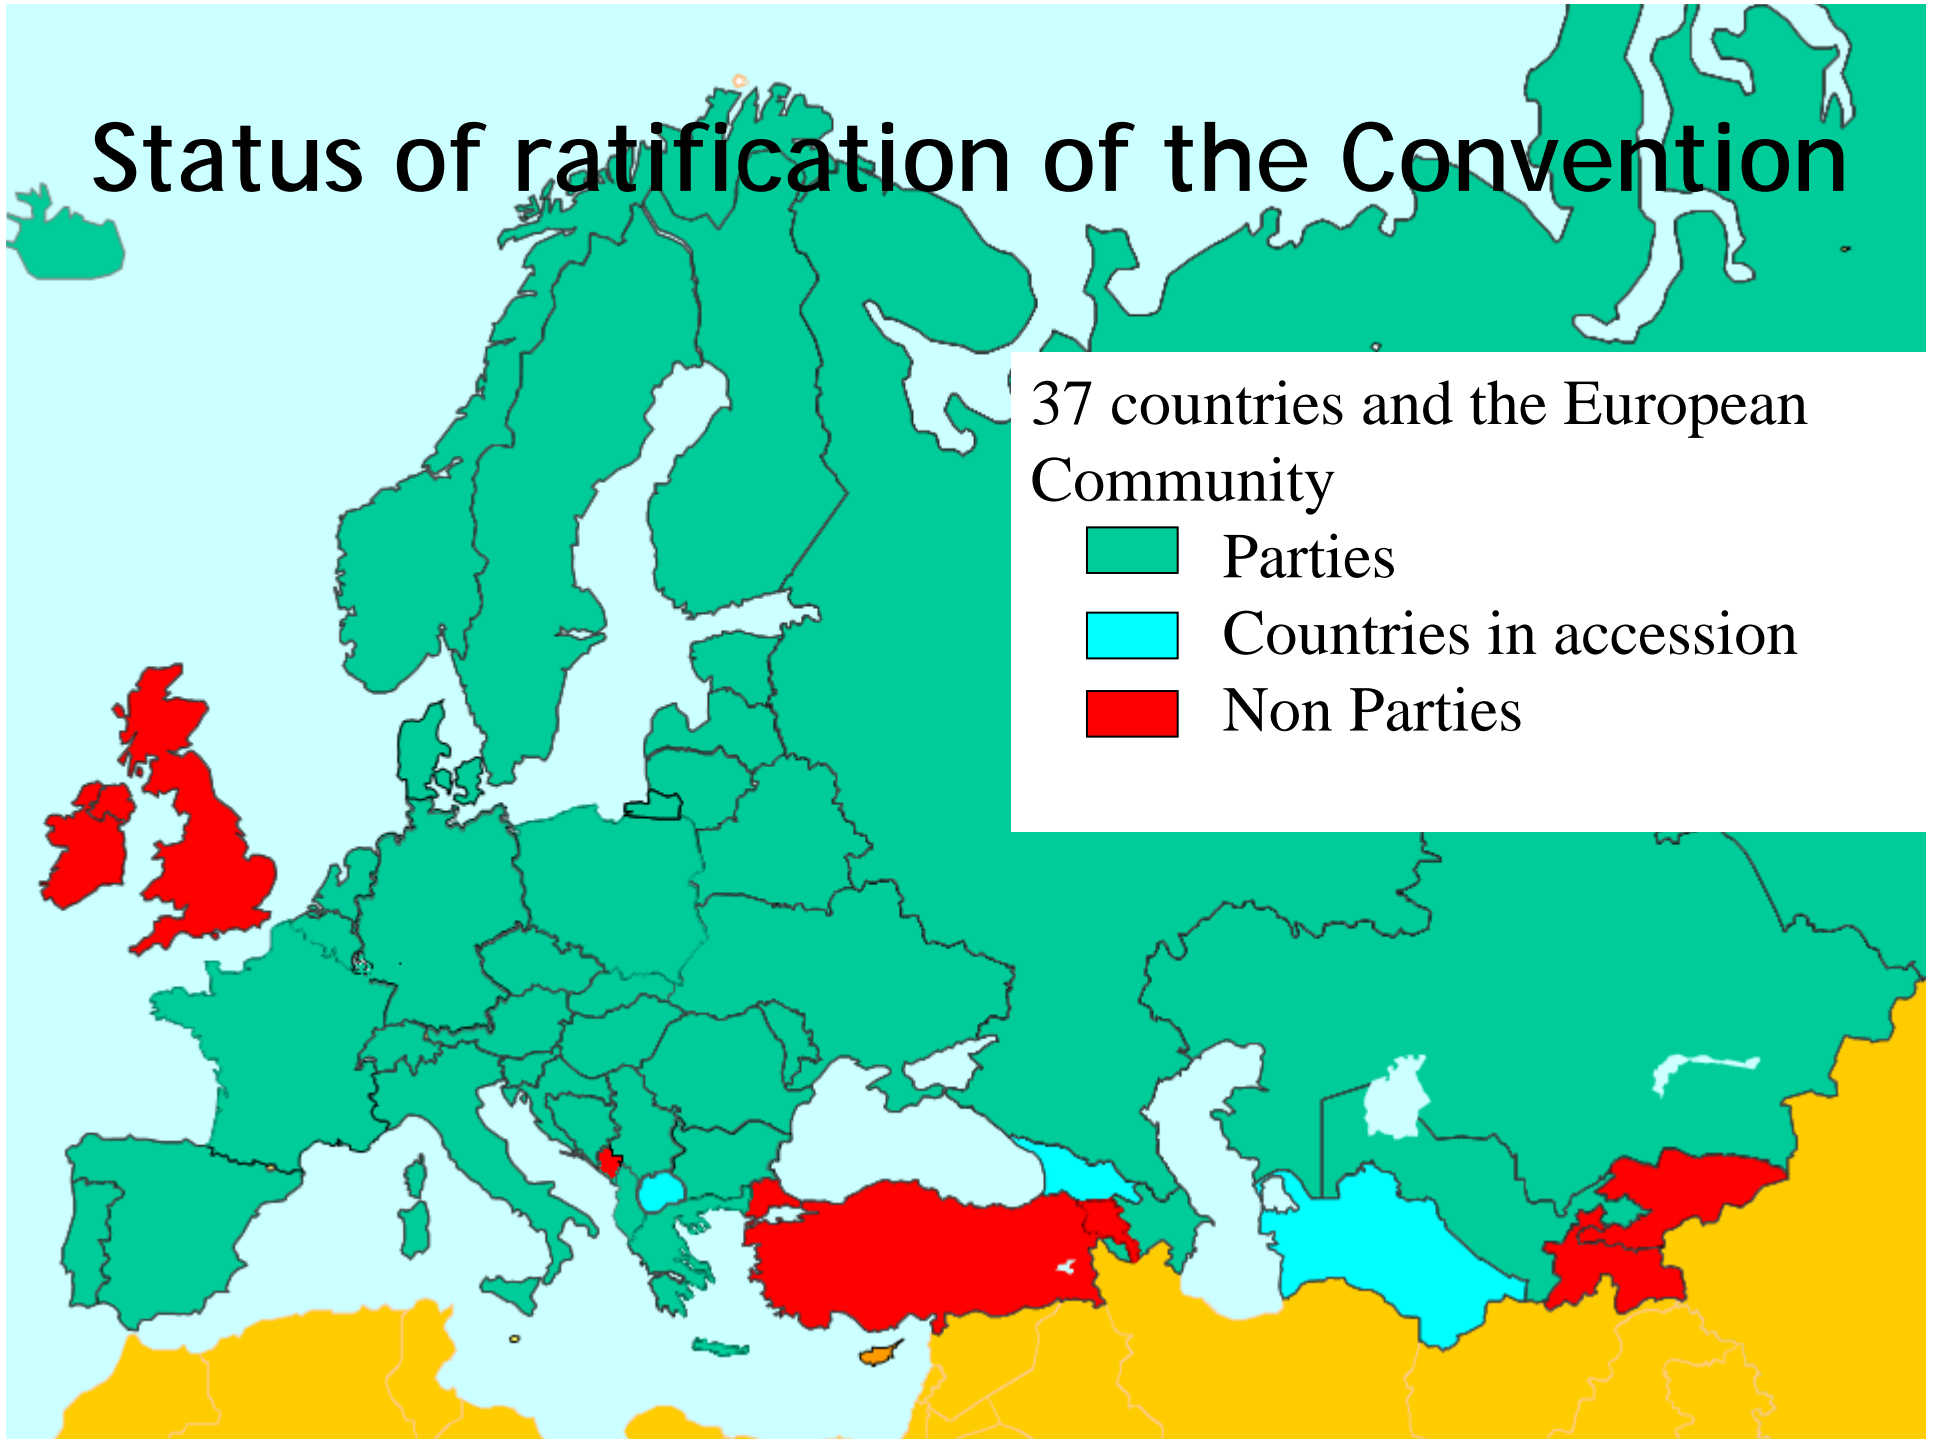 Status of ratification of the Convention
37 countries and the European
Community
Parties
Countries in accession
Non Parties